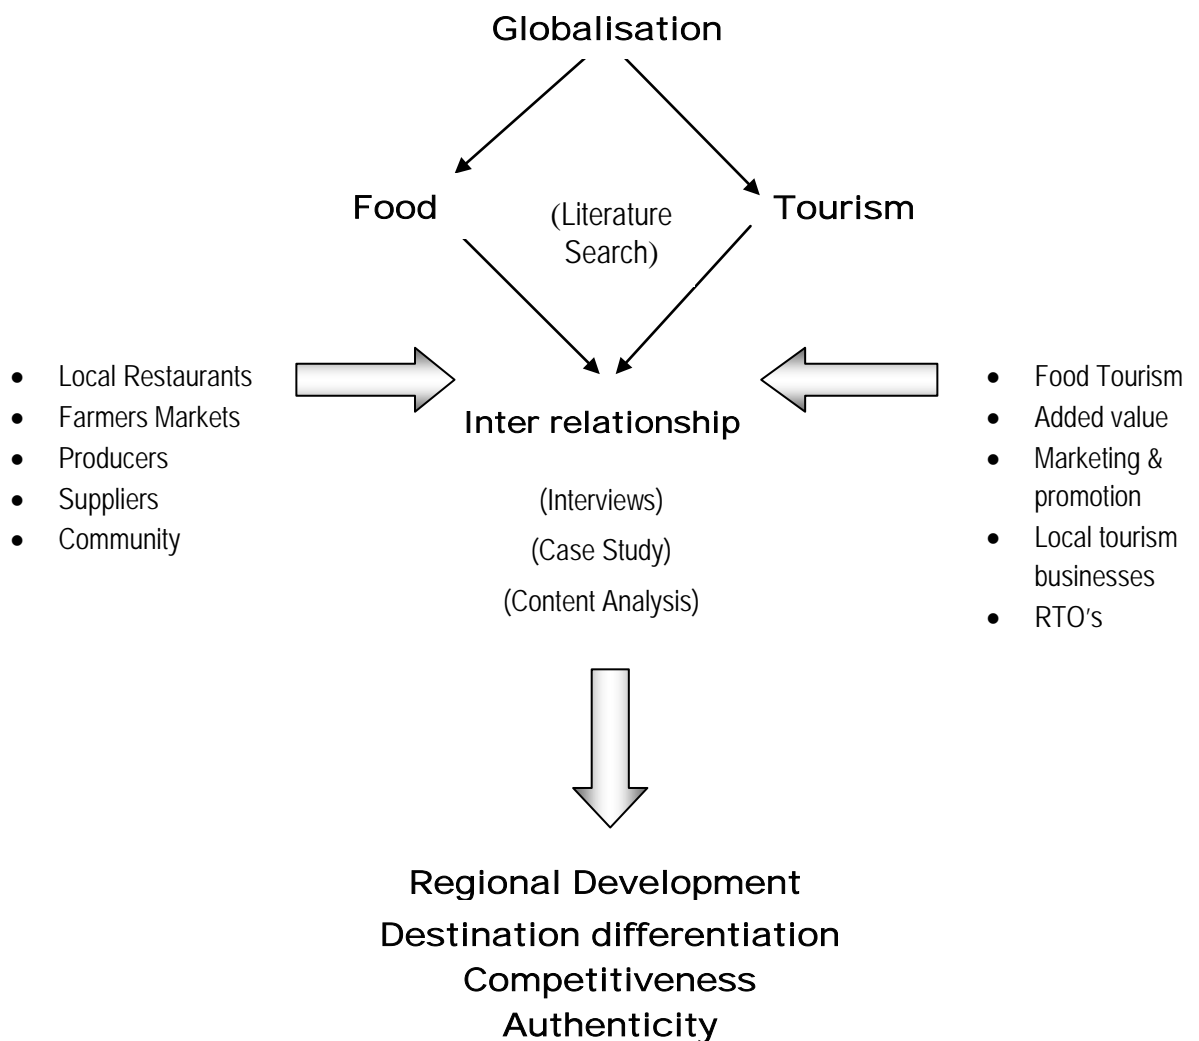 Globalisation
Food
(Literature
Search)
Tourism
• Local Restaurants
• Farmers Markets
• Producers
• Suppliers
• Community
Inter relationship
(Interviews)
(Case Study)
(Content Analysis)
• Food Tourism
• Added value
• Marketing &
promotion
• Local tourism
businesses
• RTO's
Regional Development
Destination differentiation
Competitiveness
Authenticity